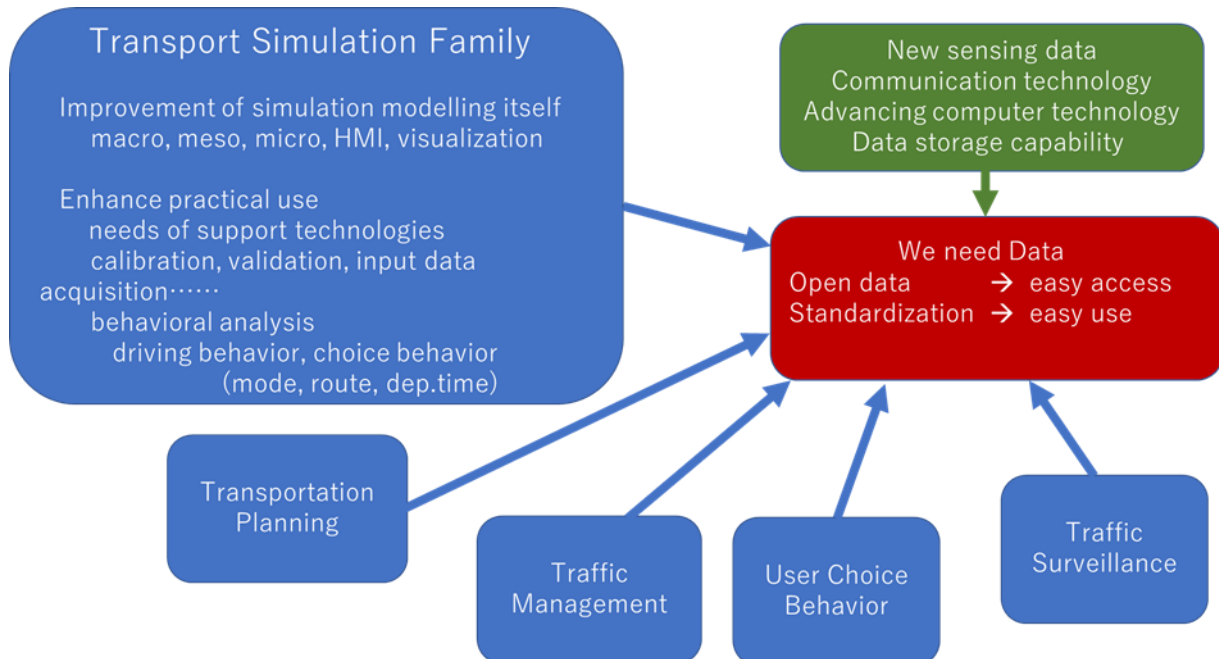 Transport Simulation Family
Improvement of simulation modelling itself
macro, meso, micro, HMI, visualization
Enhance practical use
needs of support technologies
calibration, validation, input data
acquisition⋯⋯
behavioral analysis
driving behavior, choice behavior
(mode, route, dep.time)
New sensing data
Communication technology
Advancing computer technology
Data storage capability
We need Data
Open data → easy access
Standardization → easy use
Transportation
Planning
Traffic
Management
User Choice
Behavior
Traffic
Surveillance